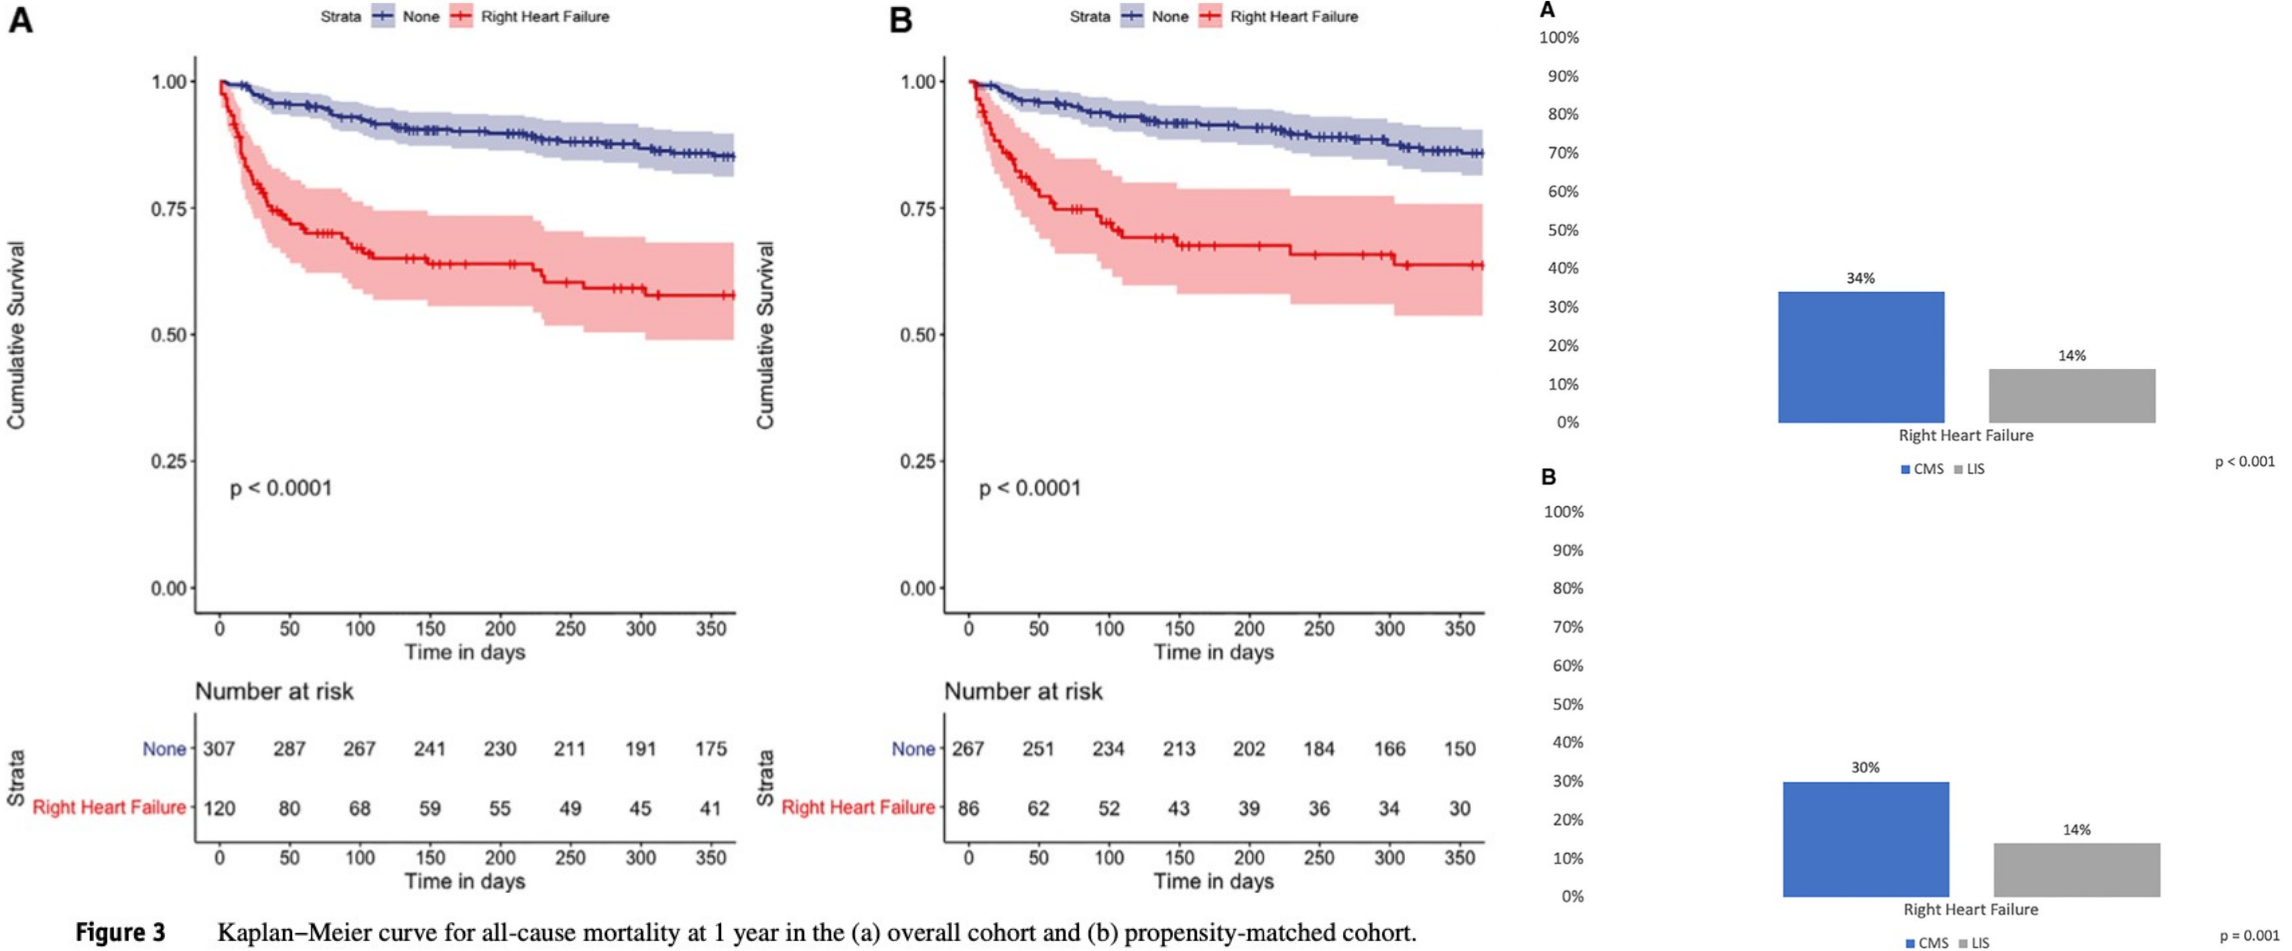 A
Strata None Right Heart Failure
1.00
0.75
0.50
0.25
0.00
Cumulative Survival
p < 0.0001
0 50 100 150 200 250 300 350
Time in days
Number at risk
Strata
None 307 287 267 241 230 211 191 175
Right Heart Failure 120 80 68 59 55 49 45 41
0 50 100 150 200 250 300 350
Time in days
B
Strata None Right Heart Failure
1.00
0.75
0.50
0.25
0.00
Cumulative Survival
p < 0.0001
0 50 100 150 200 250 300 350
Time in days
Number at risk
Strata
None 267 251 234 213 202 184 166 150
Right Heart Failure 86 62 52 43 39 36 34 30
0 50 100 150 200 250 300 350
Time in days
Figure 3 Kaplan–Meier curve for all-cause mortality at 1 year in the (a) overall cohort and (b) propensity-matched cohort.
A
100%
90%
80%
70%
60%
50%
40%
30%
20%
10%
0%
34%
14%
Right Heart Failure
CMS LIS
p < 0.001
B
100%
90%
80%
70%
60%
50%
40%
30%
20%
10%
0%
30%
14%
Right Heart Failure
CMS LIS
p = 0.001